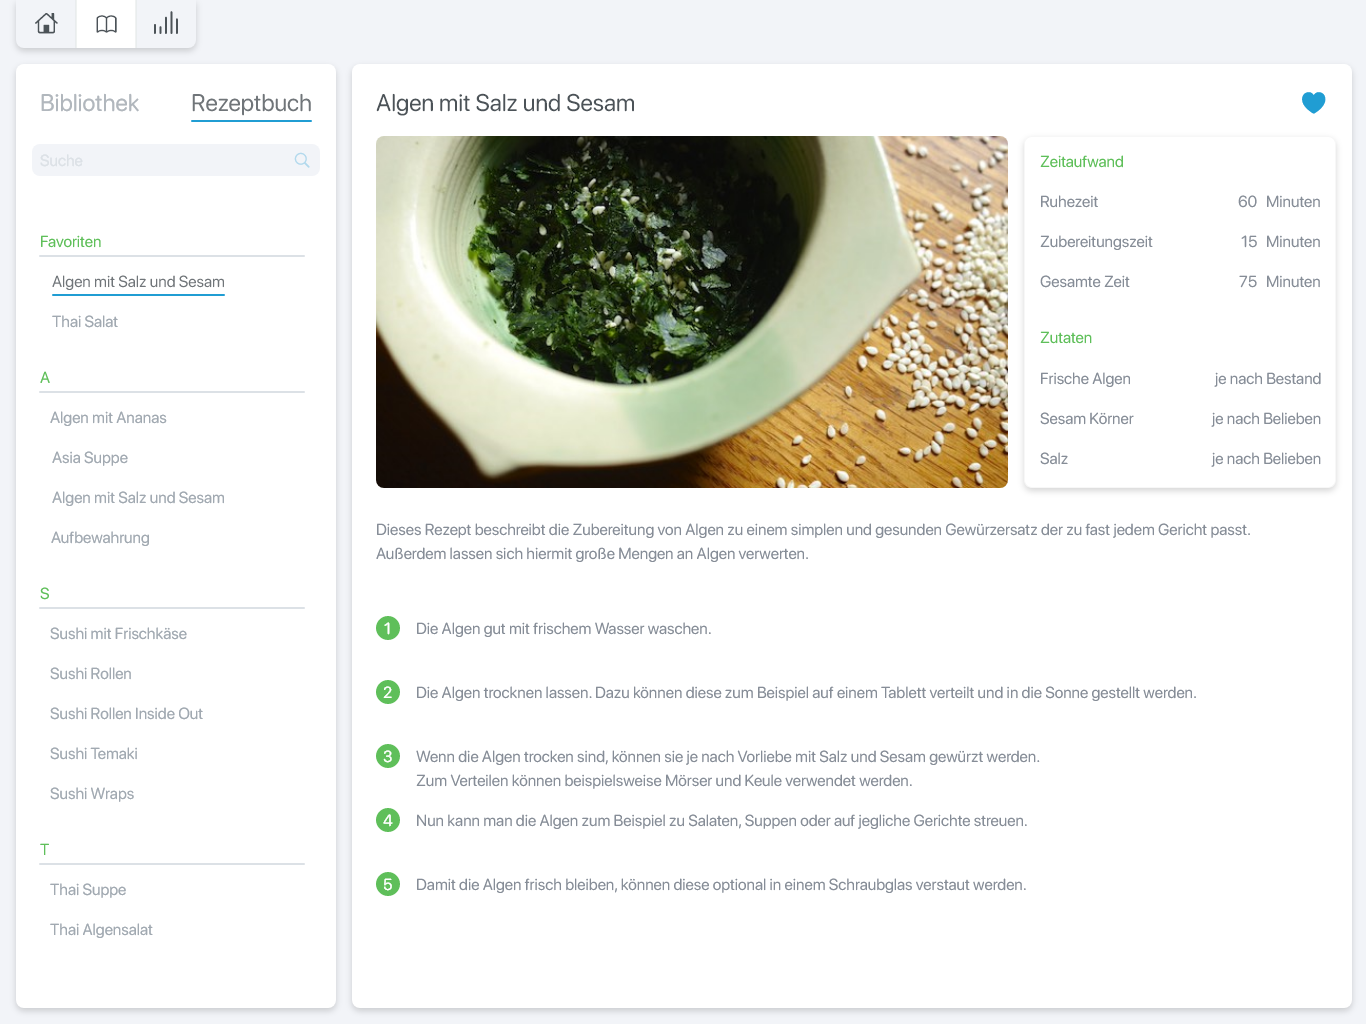 Bibliothek Rezeptbuch
Suche
Favoriten
Algen mit Salz und Sesam
Thai Salat
A
Algen mit Ananas
Asia Suppe
Algen mit Salz und Sesam
Aufbewahrung
S
Sushi mit Frischkäse
Sushi Rollen
Sushi Rollen Inside Out
Sushi Temaki
Sushi Wraps
T
Thai Suppe
Thai Algensalat
Algen mit Salz und Sesam
Zeitaufwand
Ruhezeit 60 Minuten
Zubereitungszeit 15 Minuten
Gesamte Zeit 75 Minuten
Zutaten
Frische Algen je nach Bestand
Sesam Körner je nach Belieben
Salz je nach Belieben
Dieses Rezept beschreibt die Zubereitung von Algen zu einem simplen und gesunden Gewürzersatz der zu fast jedem Gericht passt.
Außerdem lassen sich hiermit große Mengen an Algen verwerten.
1 Die Algen gut mit frischem Wasser waschen.
2 Die Algen trocknen lassen. Dazu können diese zum Beispiel auf einem Tablett verteilt und in die Sonne gestellt werden.
3 Wenn die Algen trocken sind, können sie je nach Vorliebe mit Salz und Sesam gewürzt werden.
Zum Verteilen können beispielsweise Mörser und Keule verwendet werden.
4 Nun kann man die Algen zum Beispiel zu Salaten, Suppen oder auf jegliche Gerichte streuen.
5 Damit die Algen frisch bleiben, können diese optional in einem Schraubglas verstaut werden.